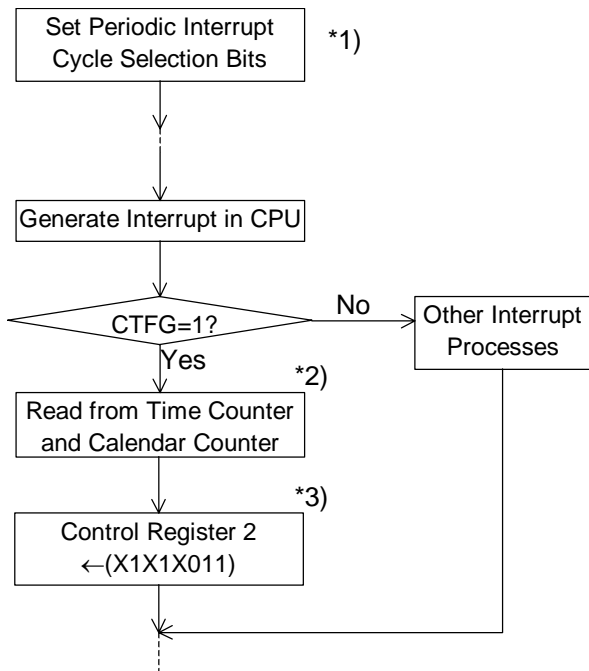 Set Periodic Interrupt
Cycle Selection Bits
*1)
Generate Interrupt in CPU
CTFG=1?
No
Other Interrupt
Processes
Yes
*2)
Read from Time Counter
and Calendar Counter
*3)
Control Register 2
←(X1X1X011)